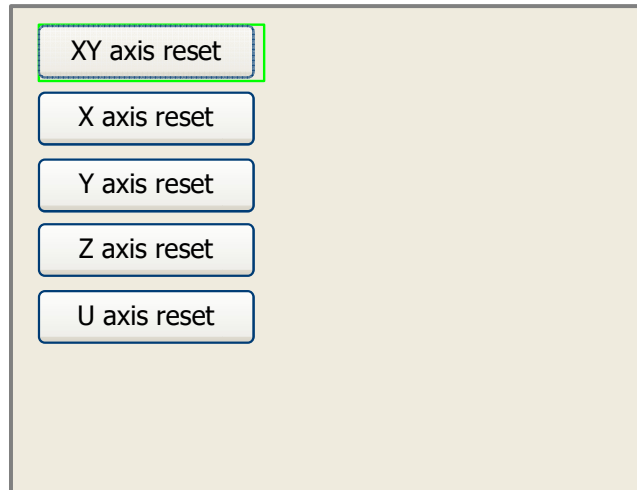 XY axis reset
X axis reset
Y axis reset
Z axis reset
U axis reset